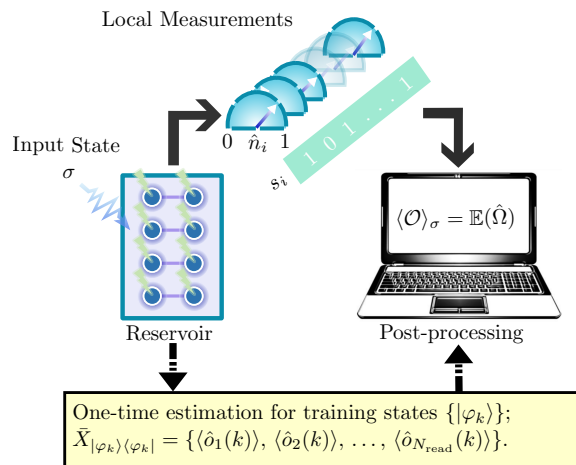 Local Measurements
0 n̂ᵢ 1
sᵢ 1 0 1 . . . . 1
Input State
σ
⟨𝒪⟩_σ = 𝔼(Ω̂)
Reservoir
Post-processing
One-time estimation for training states {|φₖ⟩};
X̄_{|φₖ⟩⟨φₖ|} = {⟨ô₁(k)⟩, ⟨ô₂(k)⟩, …, ⟨ô_{N_read}(k)⟩}.